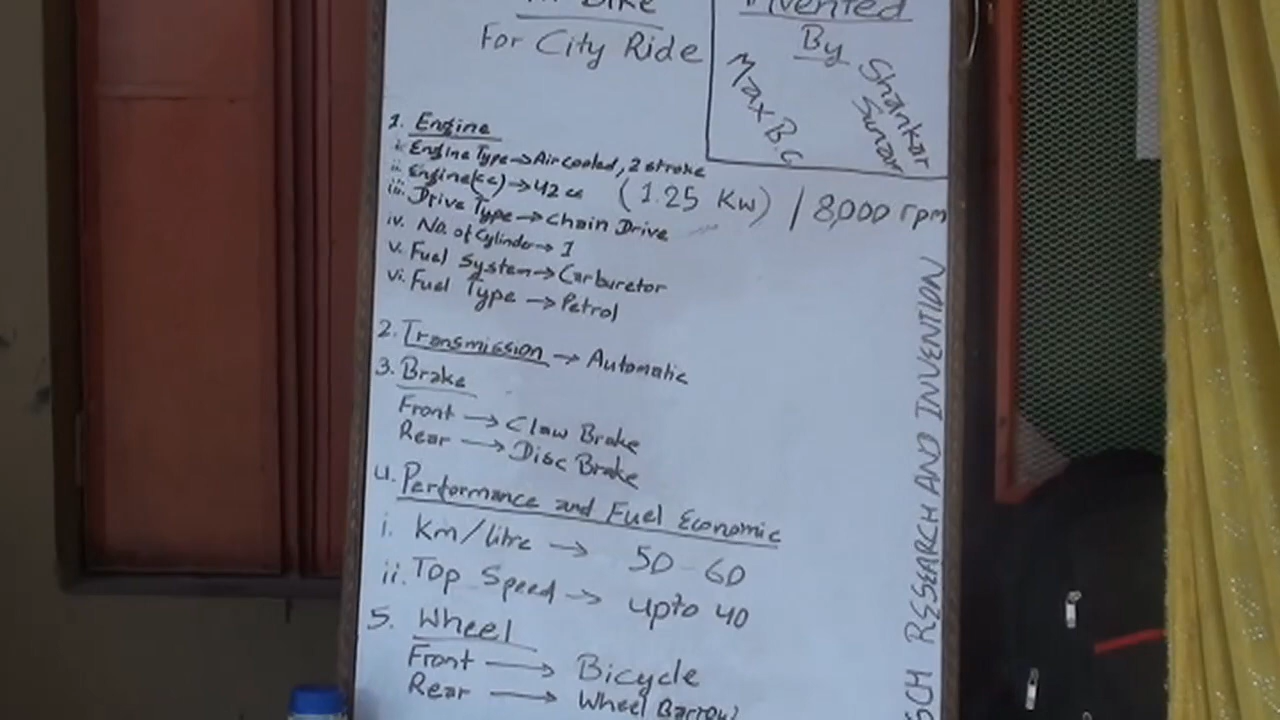 Bike
For City Ride
Invented
By
Shankar
Sunar
Max B.C
1. Engine
i. Engine Type → Air cooled, 2 stroke
ii. Engine(cc) → 42 cc (1.25 Kw) / 8,000 rpm
iii. Drive Type → Chain Drive
iv. No. of Cylinder → 1
v. Fuel System → Carburetor
vi. Fuel Type → Petrol
2. Transmission → Automatic
3. Brake
Front → Claw Brake
Rear → Disc Brake
4. Performance and Fuel Economic
i. Km/litre → 50-60
ii. Top Speed → upto 40
5. Wheel
Front → Bicycle
Rear → Wheel Barrow
RESEARCH AND INVENTION